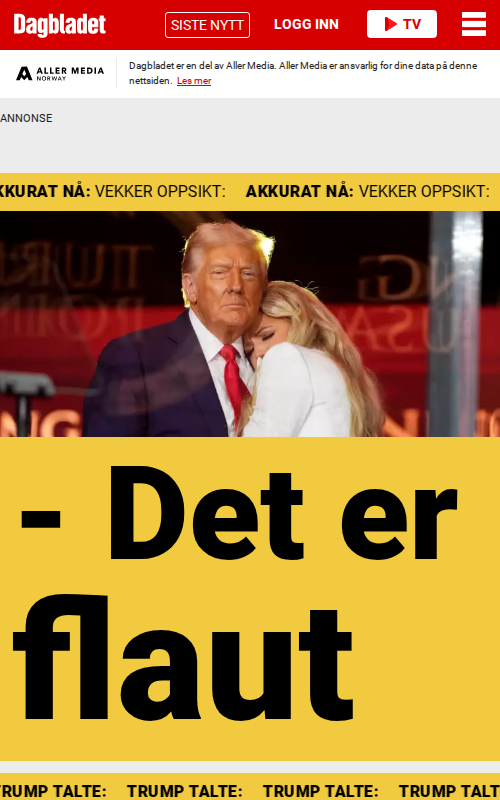 Dagbladet SISTE NYTT LOGG INN TV
ALLER MEDIA
NORWAY
Dagbladet er en del av Aller Media. Aller Media er ansvarlig for dine data på denne
nettsiden. Les mer
ANNONSE
KKURAT NÅ: VEKKER OPPSIKT: AKKURAT NÅ: VEKKER OPPSIKT:
- Det er
flaut
TRUMP TALTE: TRUMP TALTE: TRUMP TALTE: TRUMP TALT